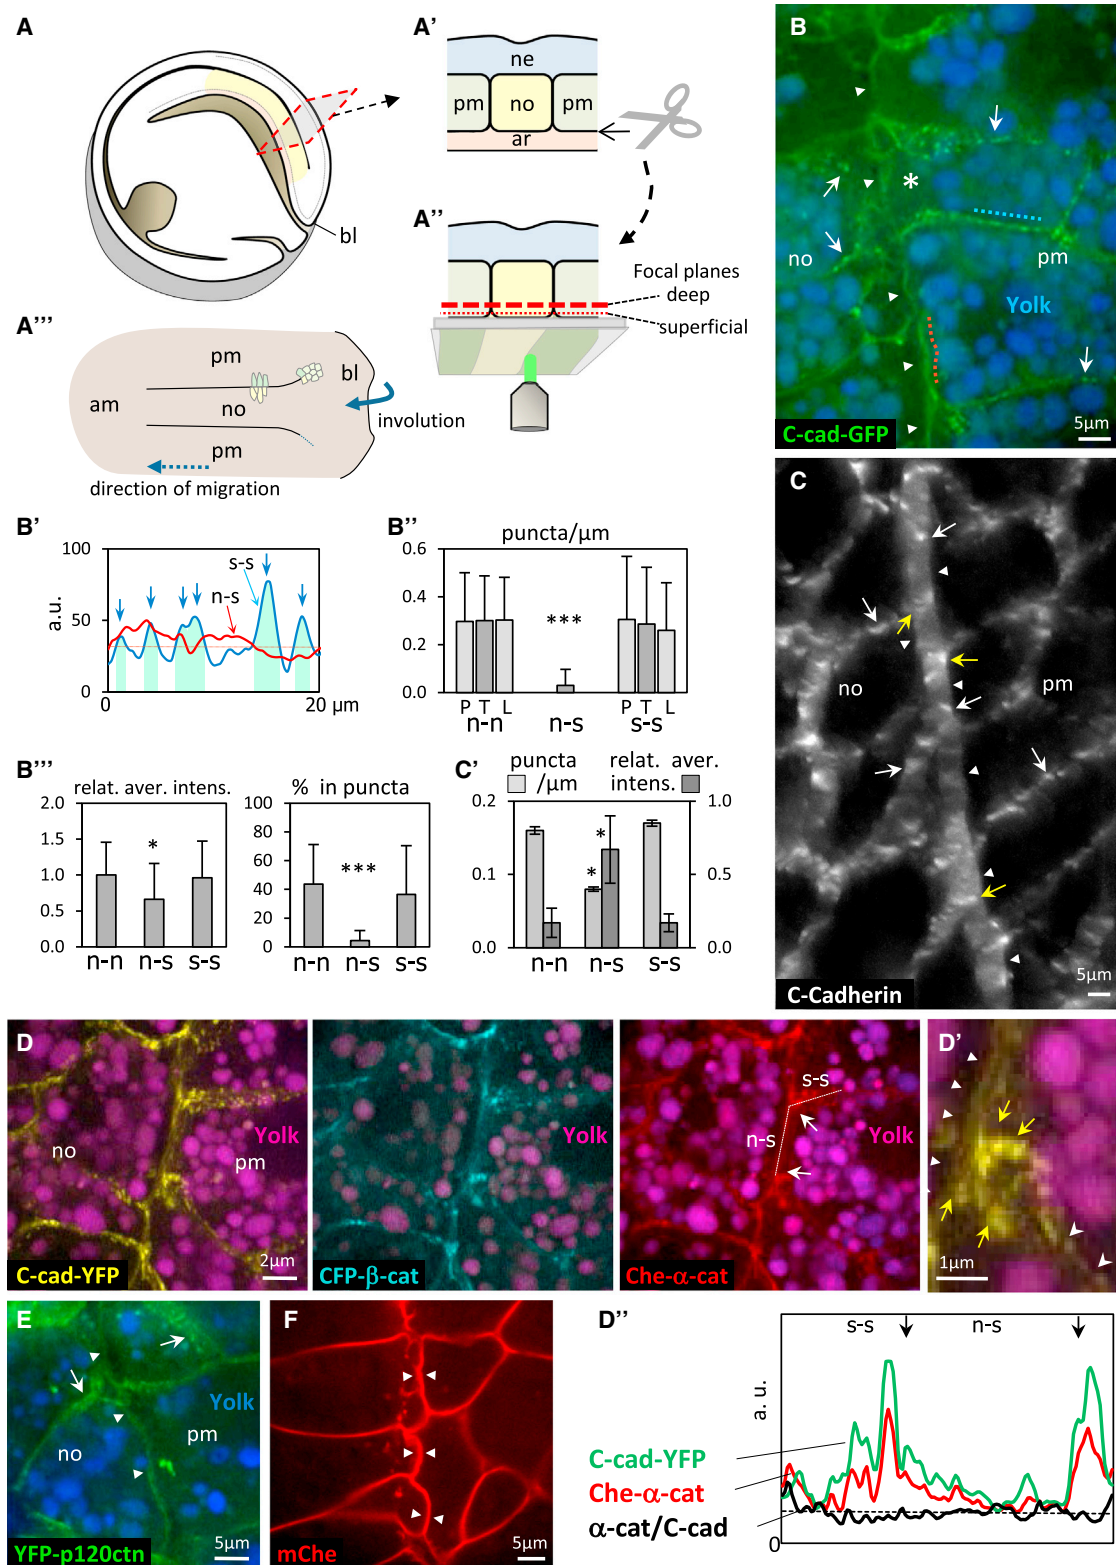 A
bl
A'
ne
pm
no
pm
ar
A''
Focal planes
deep
superficial
A'''
pm
bl
am
no
involution
pm
direction of migration
B
*
no
pm
Yolk
C-cad-GFP
5μm
B'
100
s-s
n-s
a.u.
50
0
0
20 μm
B''
puncta/μm
0.6
0.4
***
0.2
0.0
P T L
P T L
n-n
n-s
s-s
B'''
relat. aver. intens.
2.0
1.5
*
1.0
0.5
0.0
n-n
n-s
s-s
% in puncta
100
80
60
***
40
20
0
n-n
n-s
s-s
C'
puncta
/μm
relat. aver.
intens.
0.2
1.0
*
*
0.1
0.5
0.0
0.0
n-n
n-s
s-s
C
no
pm
5μm
C-Cadherin
D
Yolk
no
pm
C-cad-YFP
2μm
Yolk
CFP-β-cat
s-s
n-s
Yolk
Che-α-cat
D'
1μm
E
Yolk
pm
no
YFP-p120ctn
5μm
F
mChe
5μm
D''
s-s
n-s
a. u.
C-cad-YFP
Che-α-cat
α-cat/C-cad
0